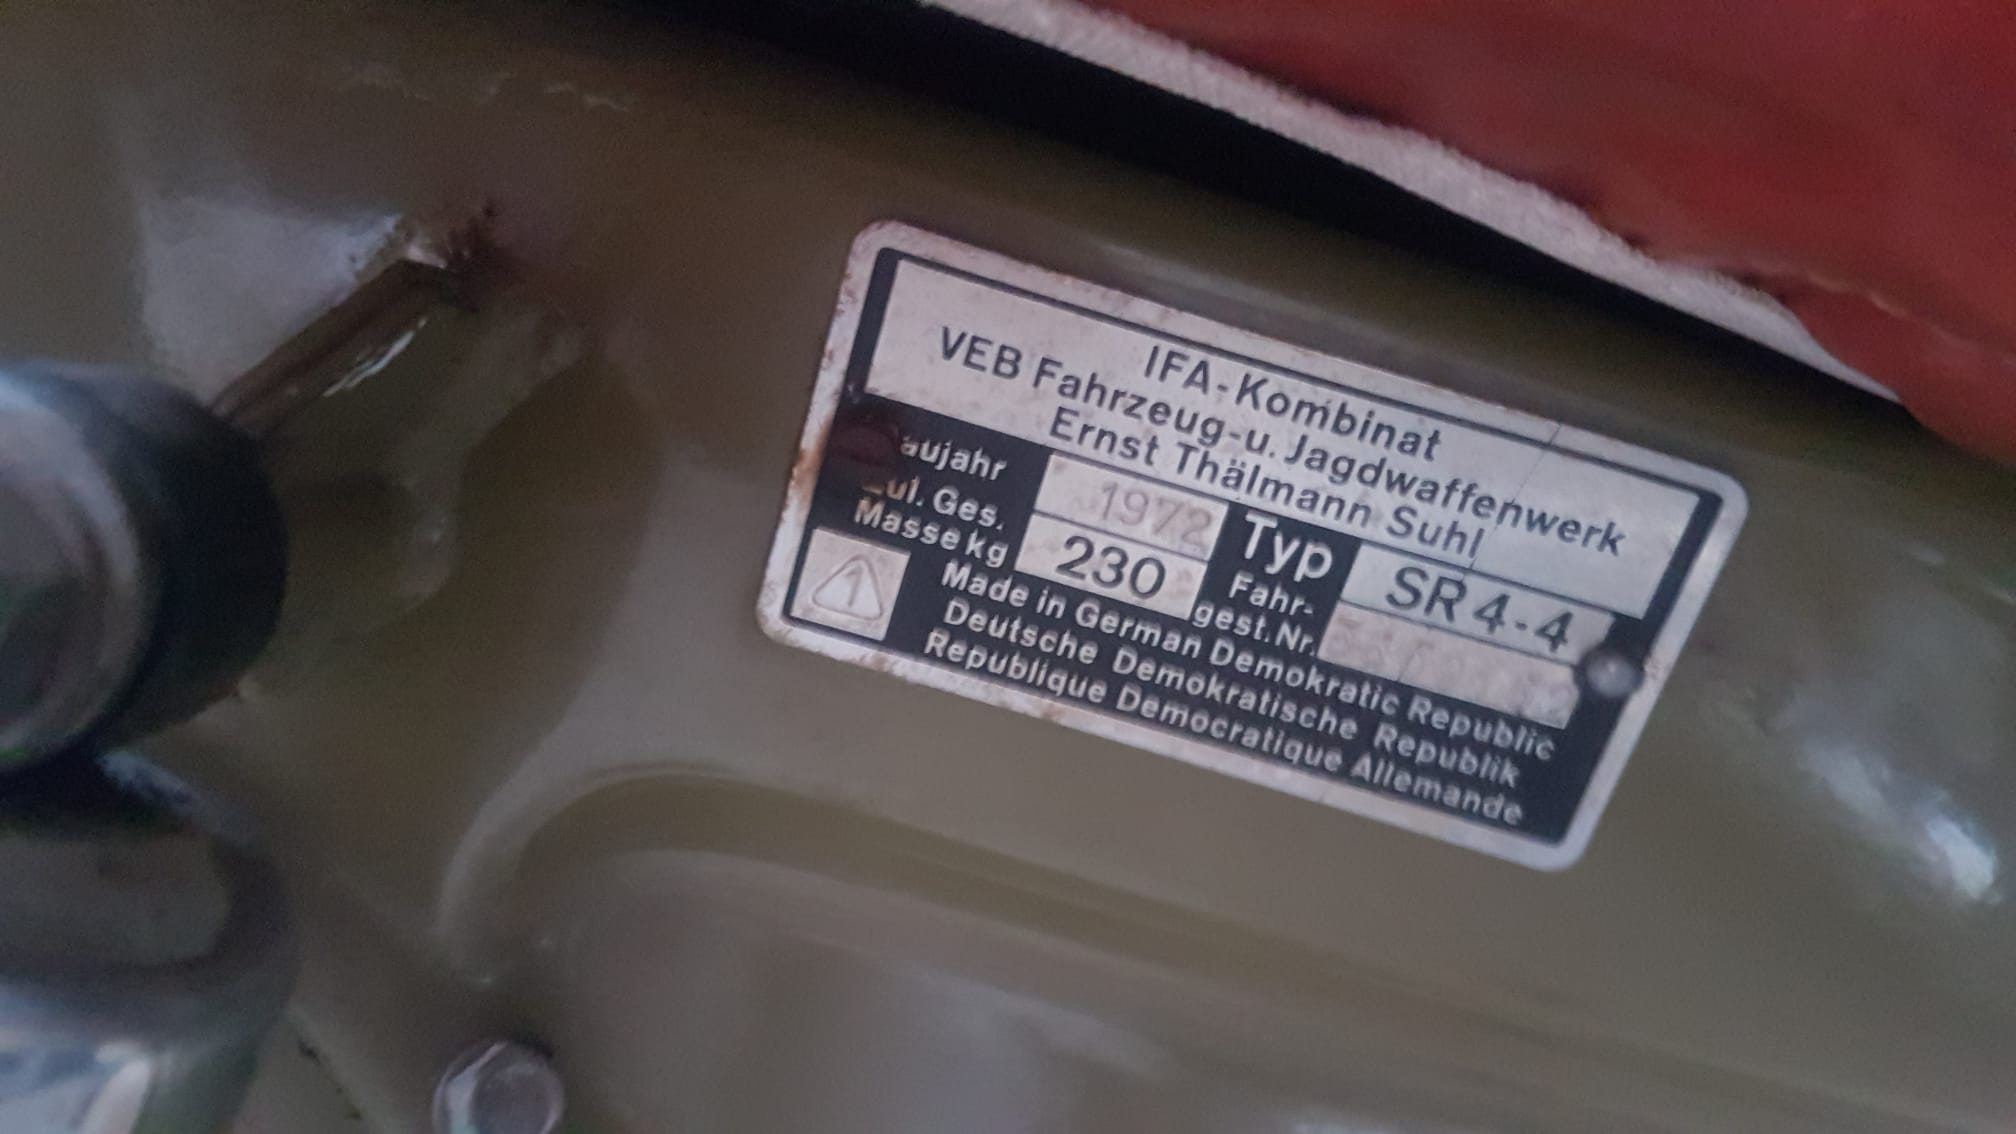 IFA-Kombinat
VEB Fahrzeug-u. Jagdwaffenwerk
Ernst Thälmann Suhl
aujahr 1972 Typ SR 4-4
zul. Ges. Masse kg 230 Fahr-gest.Nr.
1
Made in German Demokratic Republic
Deutsche Demokratische Republik
Republique Democratique Allemande